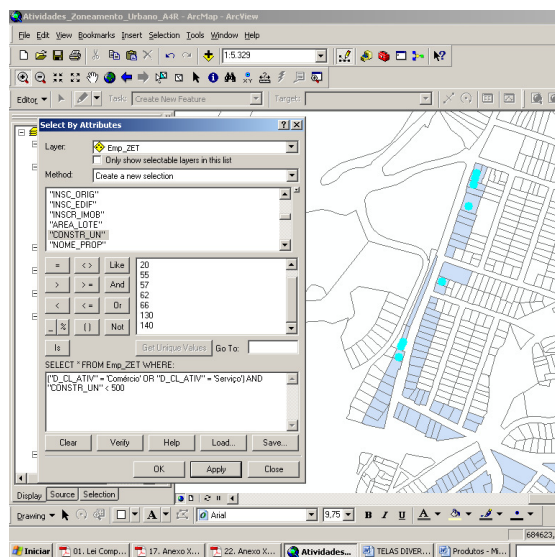 Atividades_Zoneamento_Urbano_A4R - ArcMap - ArcView
File Edit View Bookmarks Insert Selection Tools Window Help
1:5.329
Editor Task: Create New Feature Target:
Select By Attributes
Layer: Emp_ZET
Only show selectable layers in this list
Method: Create a new selection
"INSC_ORIG"
"INSC_EDIF"
"INSCR_IMOB"
"AREA_LOTE"
"CONSTR_UN"
"NOME_PROP"
= < > Like
> > = And
< < = Or
_ % ( ) Not
Is
20
55
57
62
66
130
140
Get Unique Values Go To:
SELECT * FROM Emp_ZET WHERE:
("D_CL_ATIV" = 'Comércio' OR "D_CL_ATIV" = 'Serviço') AND
"CONSTR_UN" < 500
Clear Verify Help Load... Save...
OK Apply Close
Display Source Selection
Drawing A Arial 9,75 B I U A
684623,
Iniciar 01. Lei Comp... 17. Anexo X... 22. Anexo X... Atividades... TELAS DIVER... Produtos - Mi...